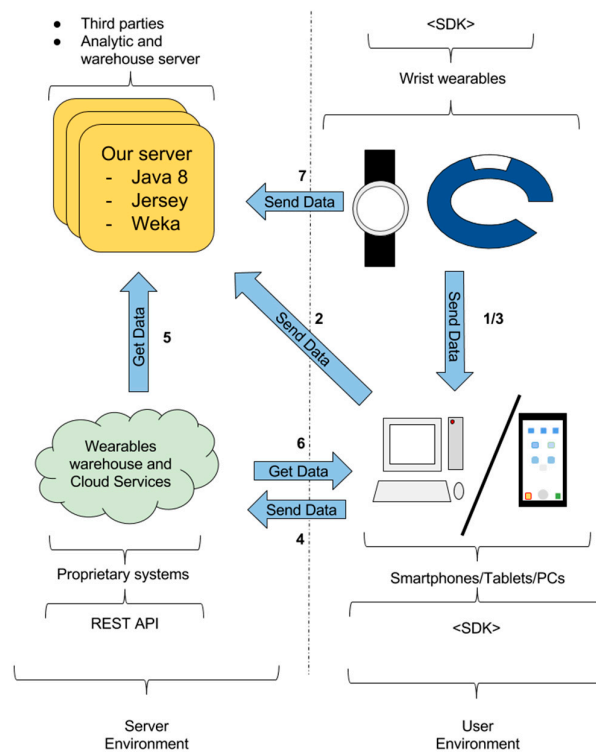 ● Third parties
● Analytic and
warehouse server
<SDK>
Wrist wearables
Our server
- Java 8
- Jersey
- Weka
7
Send Data
Send Data
1/3
2
Send Data
Get Data
5
Wearables
warehouse and
Cloud Services
6
Get Data
Send Data
4
Proprietary systems
Smartphones/Tablets/PCs
REST API
<SDK>
Server
Environment
User
Environment